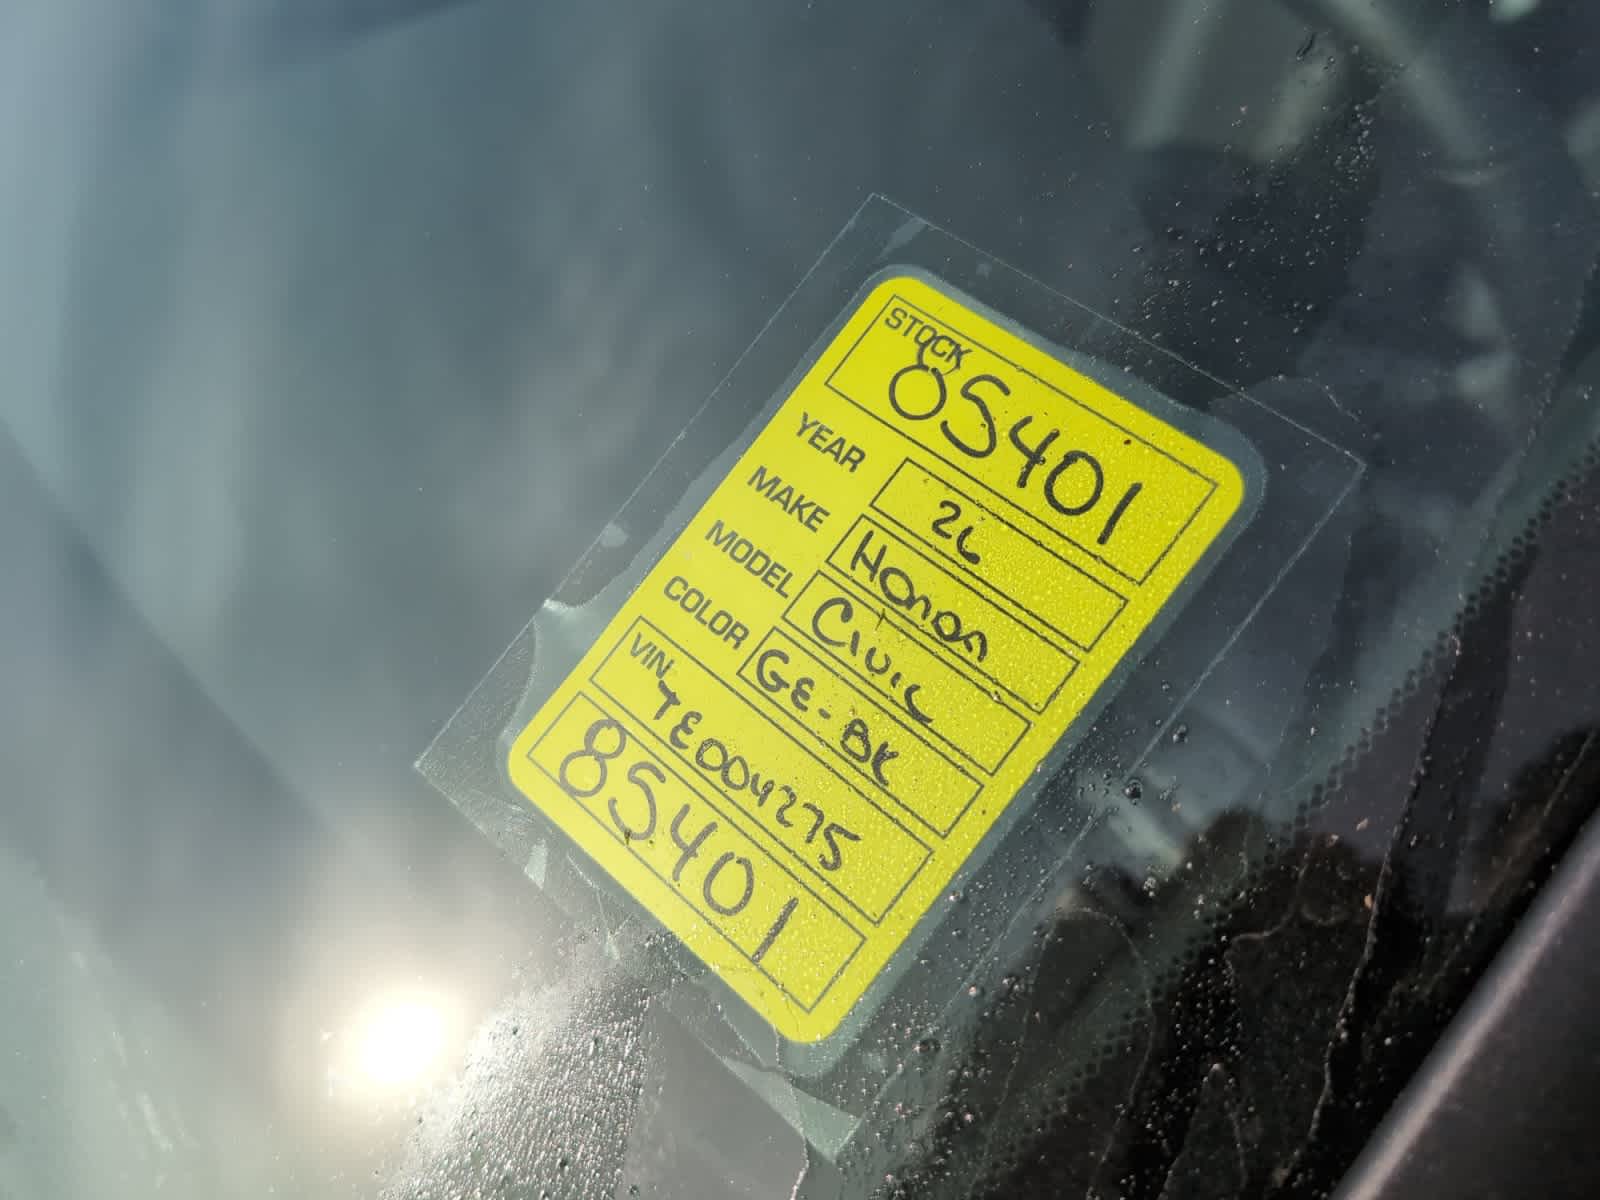 STOCK
85401
YEAR 26
MAKE Honda
MODEL Civic
COLOR GE-BK
VIN TE004275
85401